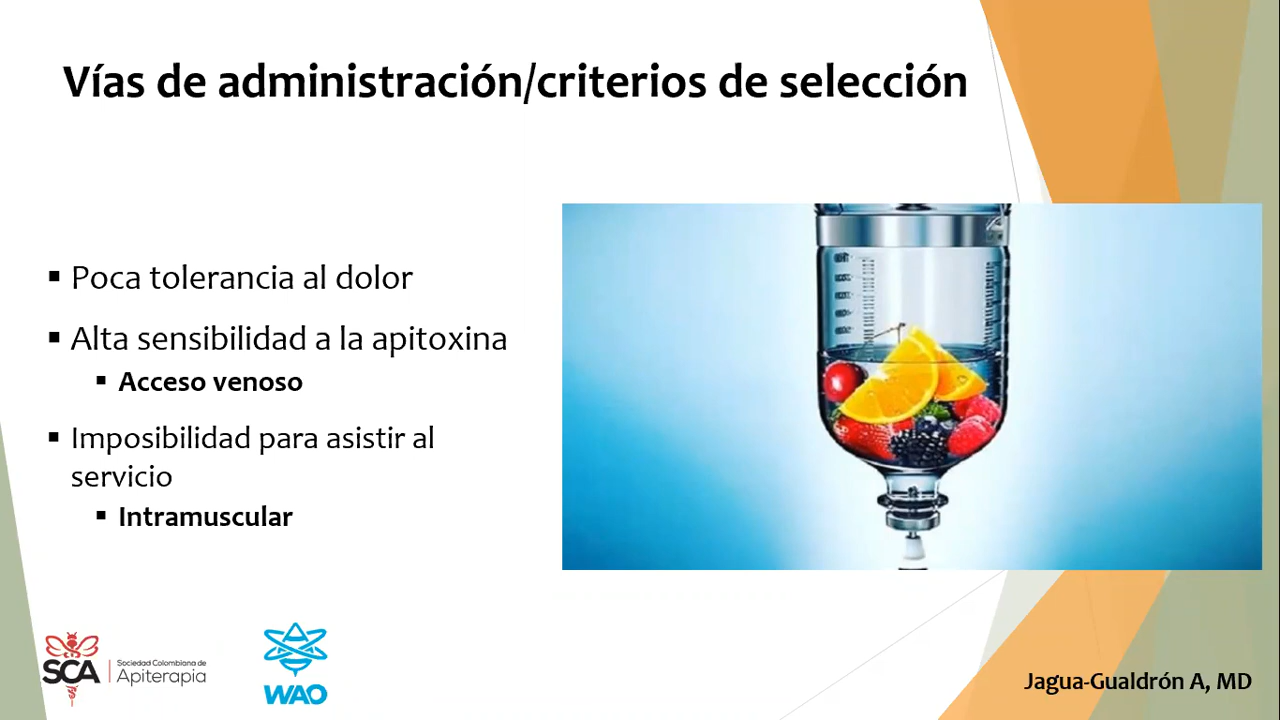 Vías de administración/criterios de selección
Poca tolerancia al dolor
Alta sensibilidad a la apitoxina
Acceso venoso
Imposibilidad para asistir al
servicio
Intramuscular
SCA
Sociedad Colombiana de
Apiterapia
WAO
Jagua-Gualdrón A, MD